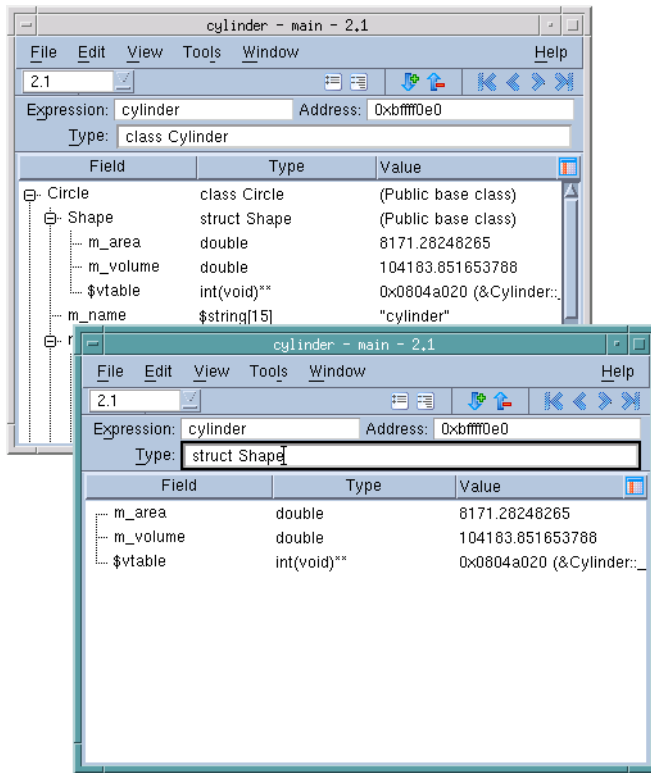 cylinder - main - 2.1
File Edit View Tools Window Help
2.1
Expression: cylinder Address: 0xbffff0e0
Type: class Cylinder
Field Type Value
Circle class Circle (Public base class)
Shape struct Shape (Public base class)
m_area double 8171.28248265
m_volume double 104183.851653788
$vtable int(void)** 0x0804a020 (&Cylinder::_
m_name $string[15] "cylinder"
cylinder - main - 2.1
File Edit View Tools Window Help
2.1
Expression: cylinder Address: 0xbffff0e0
Type: struct Shape
Field Type Value
m_area double 8171.28248265
m_volume double 104183.851653788
$vtable int(void)** 0x0804a020 (&Cylinder::_